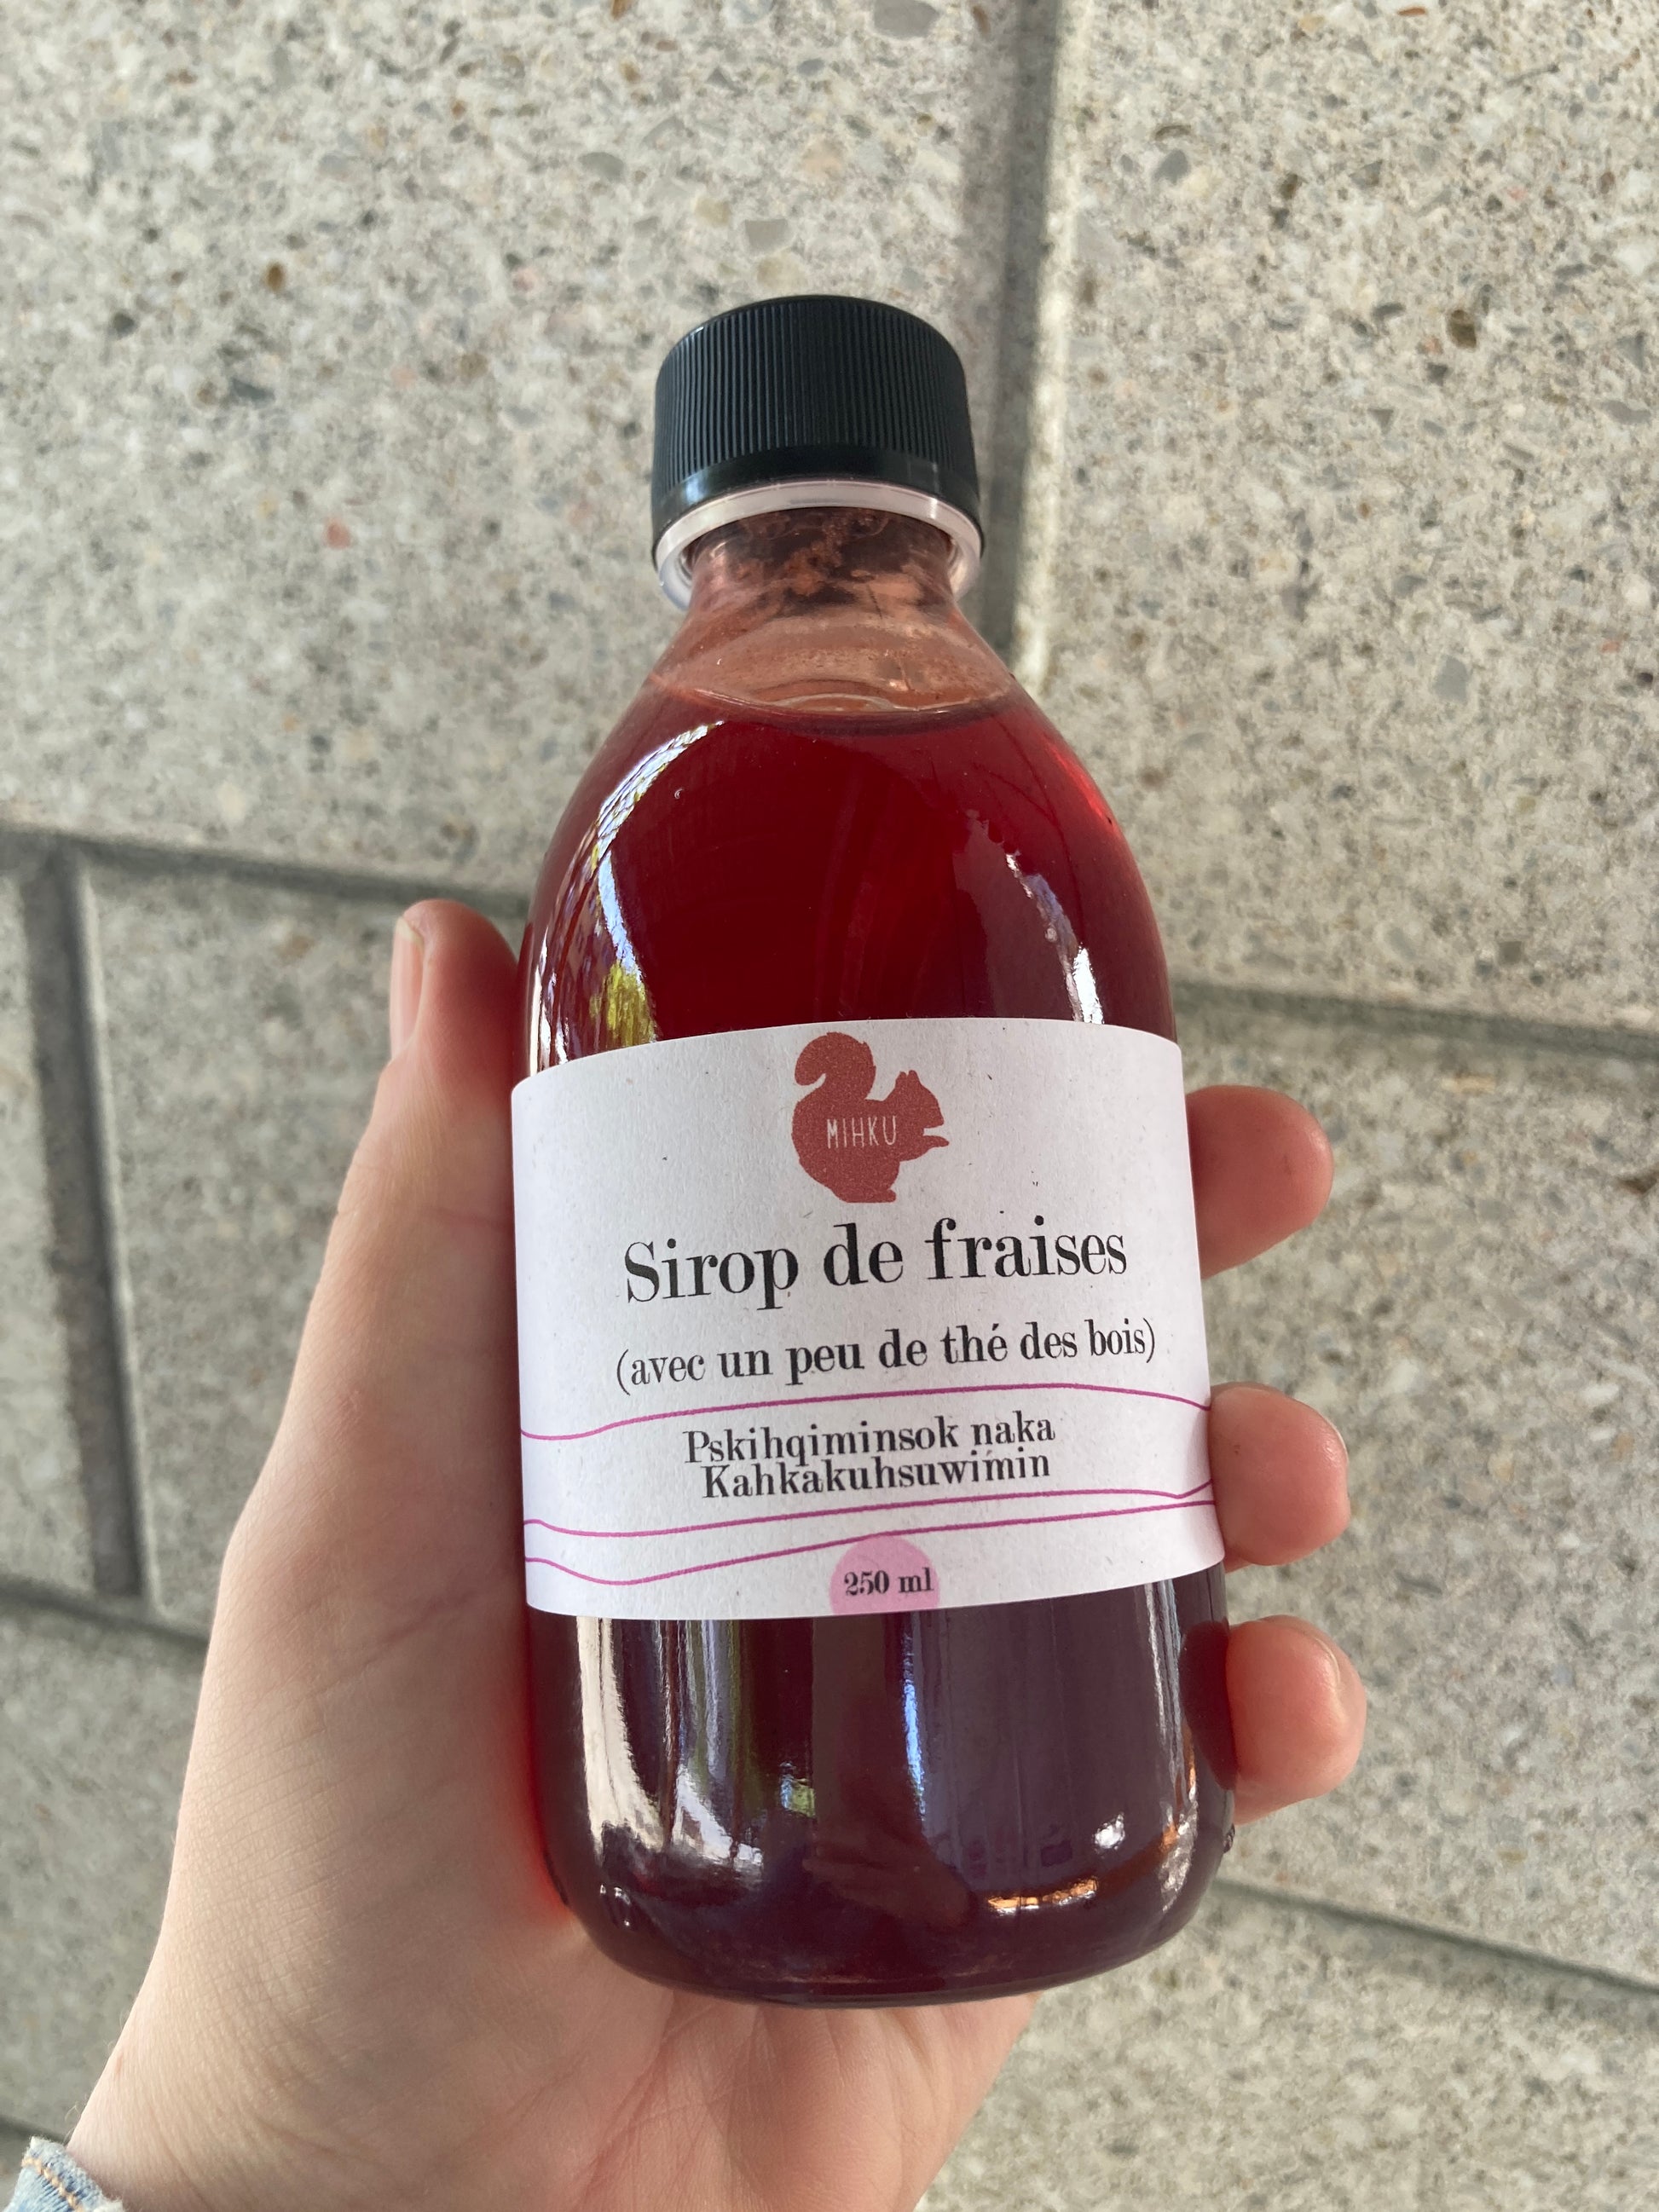 MIHKU
Sirop de fraises
(avec un peu de thé des bois)
Pskihqiminsok naka
Kahkakuhsuwimin
250 ml